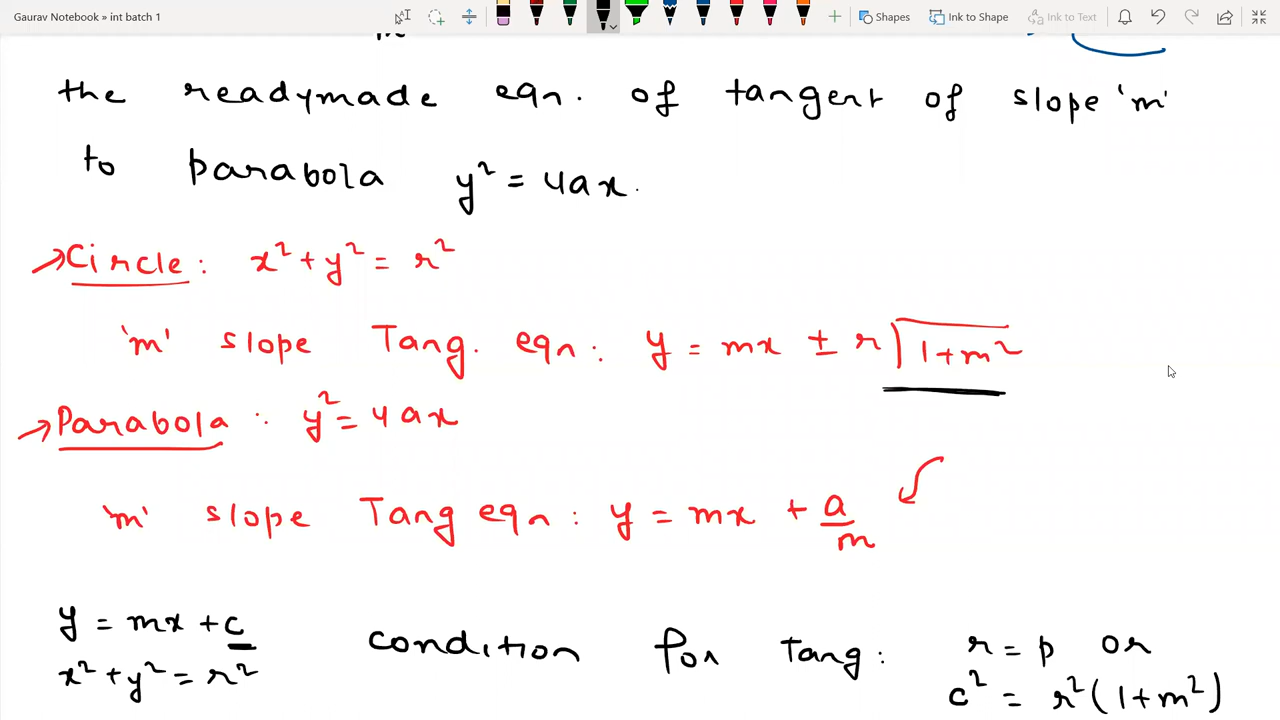 Gaurav Notebook » int batch 1
Shapes
Ink to Shape
Ink to Text
m
the readymade eqn. of tangent of slope 'm'
to parabola y² = 4ax.
→ Circle : x² + y² = r²
'm' slope Tang. eqn : y = mx ± r√1+m²
→ Parabola : y² = 4ax
'm' slope Tang eqn : y = mx + a/m
y = mx + c condition for Tang : r = p or
x² + y² = r² c² = r²(1+m²)